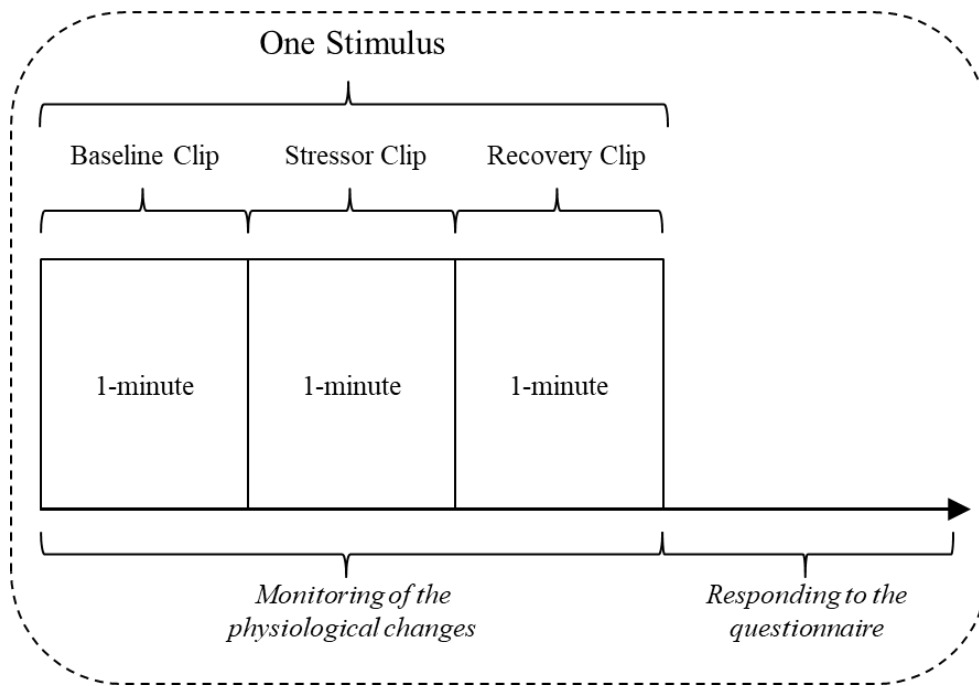 One Stimulus
Baseline Clip
Stressor Clip
Recovery Clip
1-minute
1-minute
1-minute
Monitoring of the
physiological changes
Responding to the
questionnaire